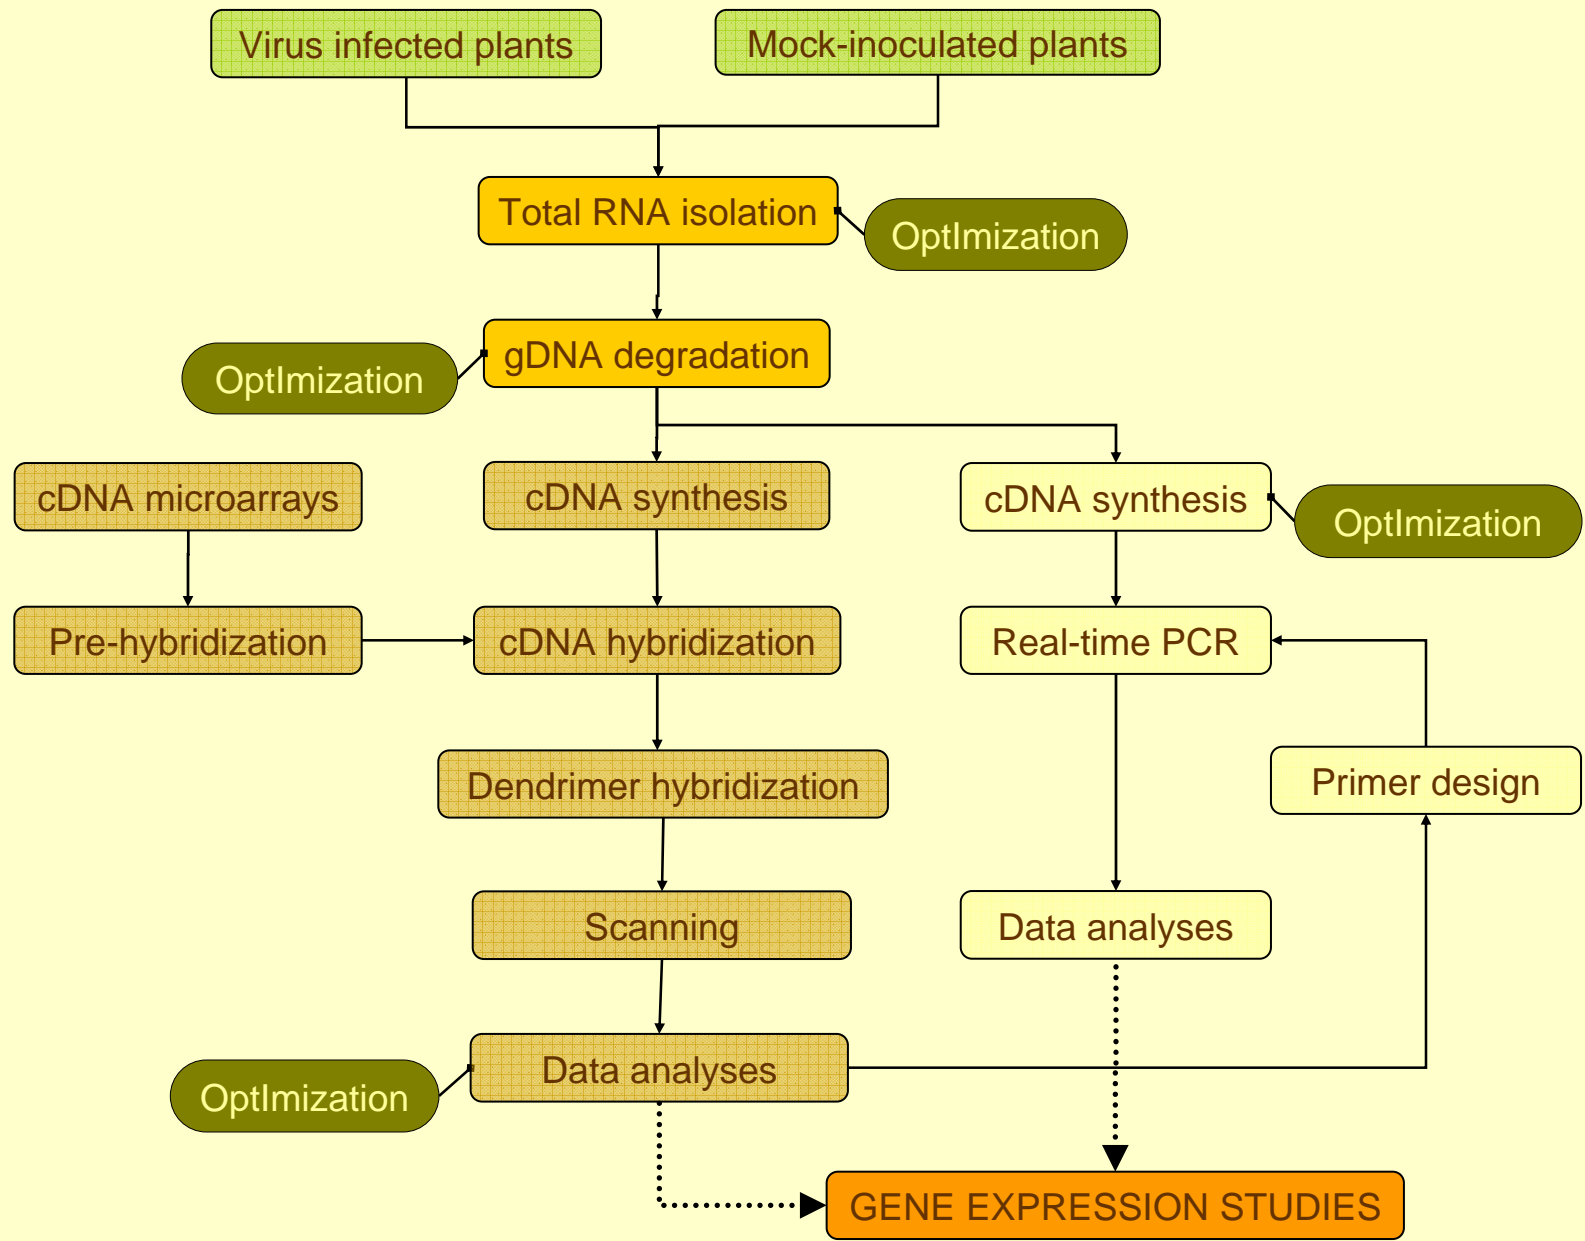 Virus infected plants
Mock-inoculated plants
Total RNA isolation
OptImization
gDNA degradation
OptImization
cDNA microarrays
cDNA synthesis
cDNA synthesis
OptImization
Pre-hybridization
cDNA hybridization
Real-time PCR
Dendrimer hybridization
Primer design
Scanning
Data analyses
Data analyses
OptImization
GENE EXPRESSION STUDIES